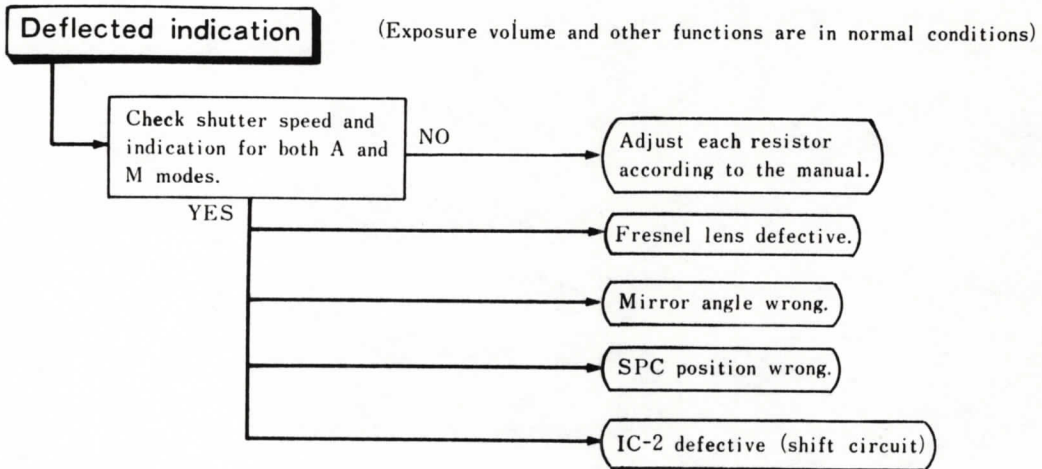 Deflected indication
(Exposure volume and other functions are in normal conditions)
Check shutter speed and
indication for both A and
M modes.
NO
Adjust each resistor
according to the manual.
YES
Fresnel lens defective.
Mirror angle wrong.
SPC position wrong.
IC-2 defective (shift circuit)